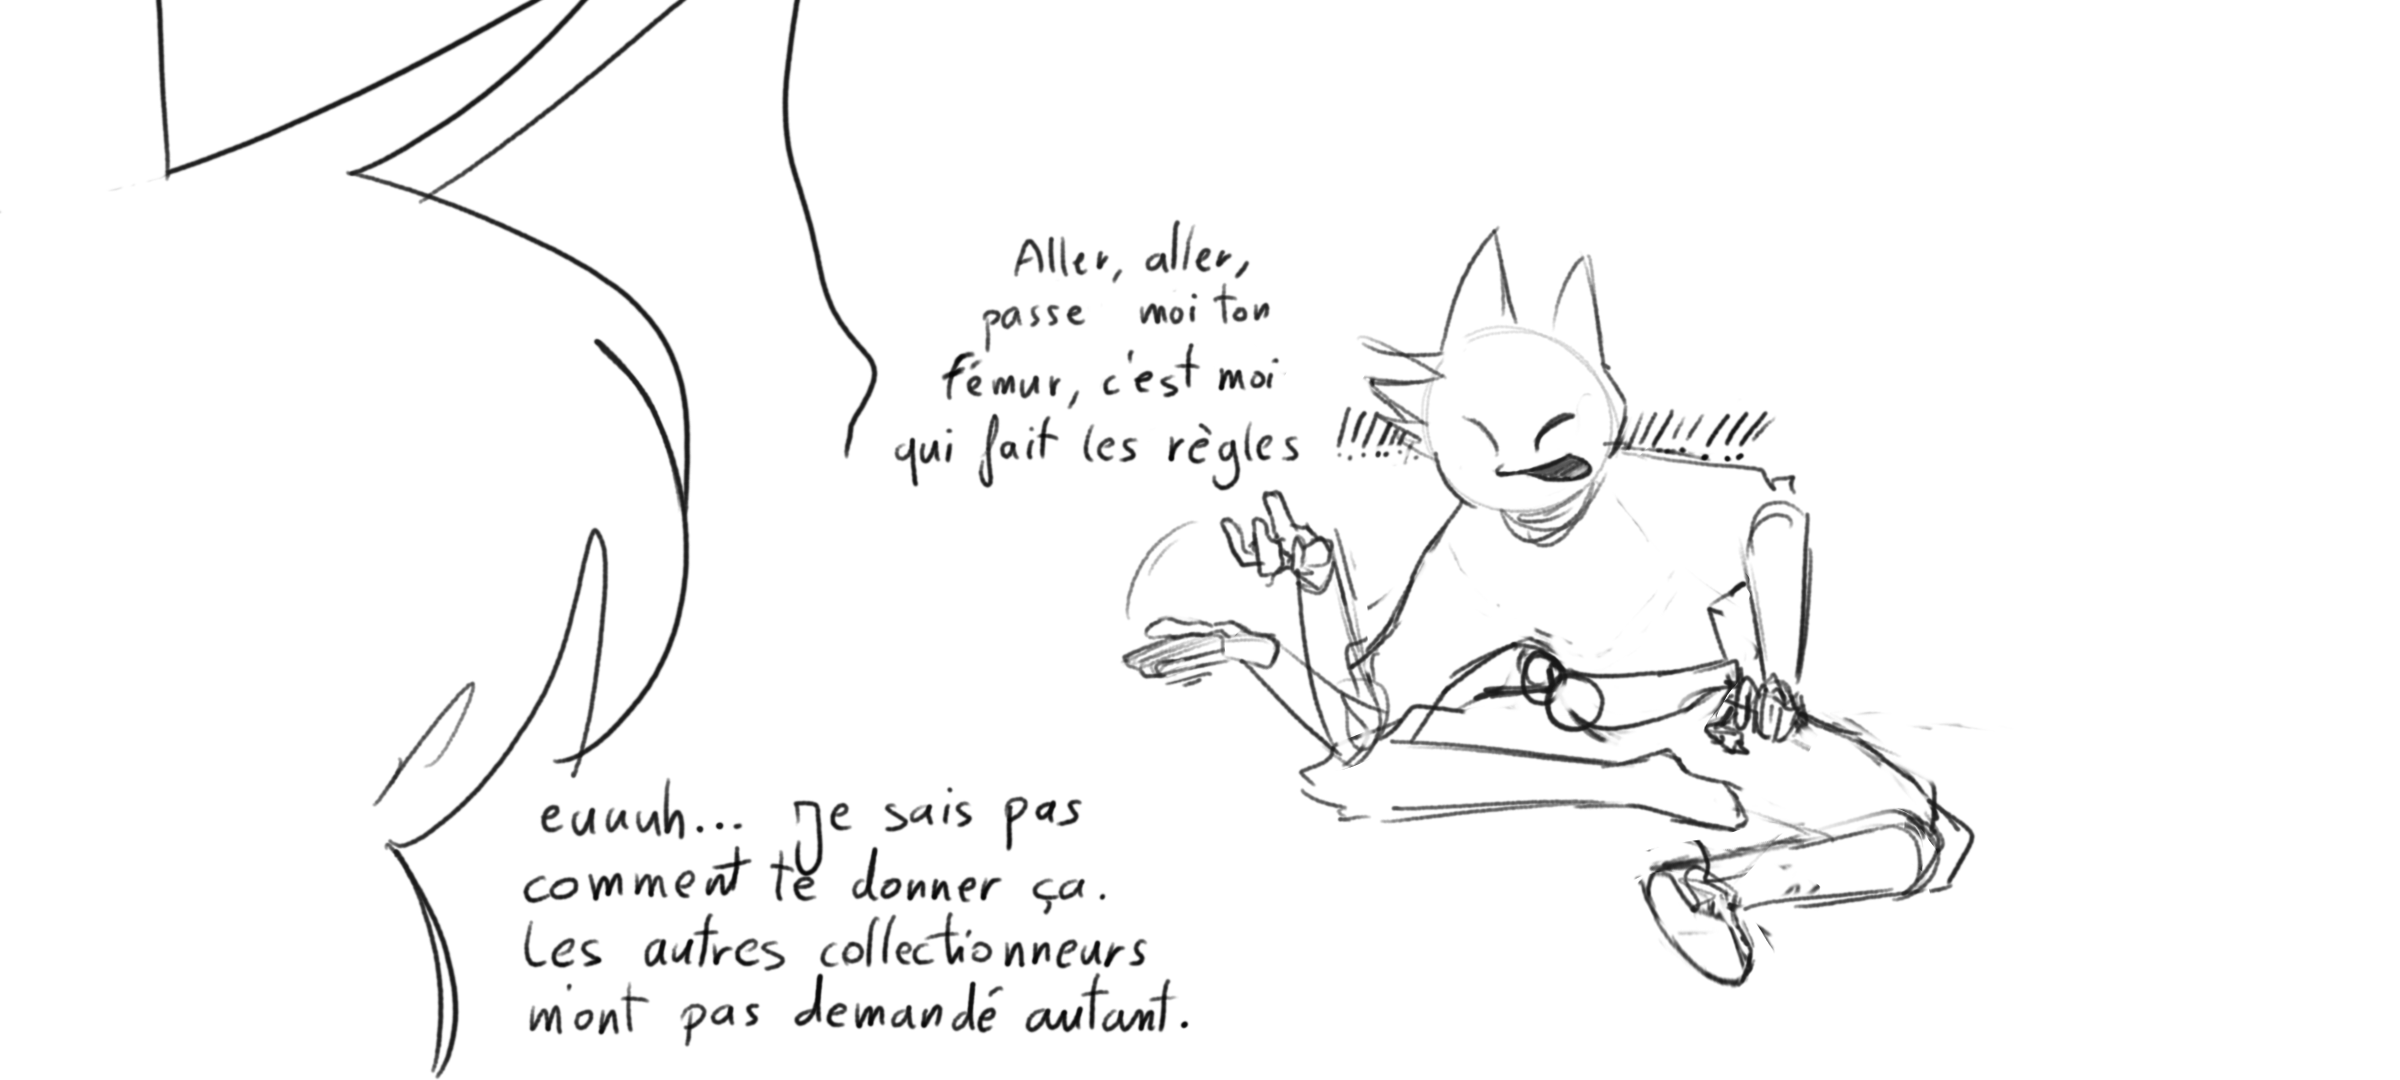 Aller, aller,
passe moi ton
fémur, c'est moi
qui fait les règles
euuuh... Je sais pas
comment te donner ça.
Les autres collectionneurs
m'ont pas demandé autant.